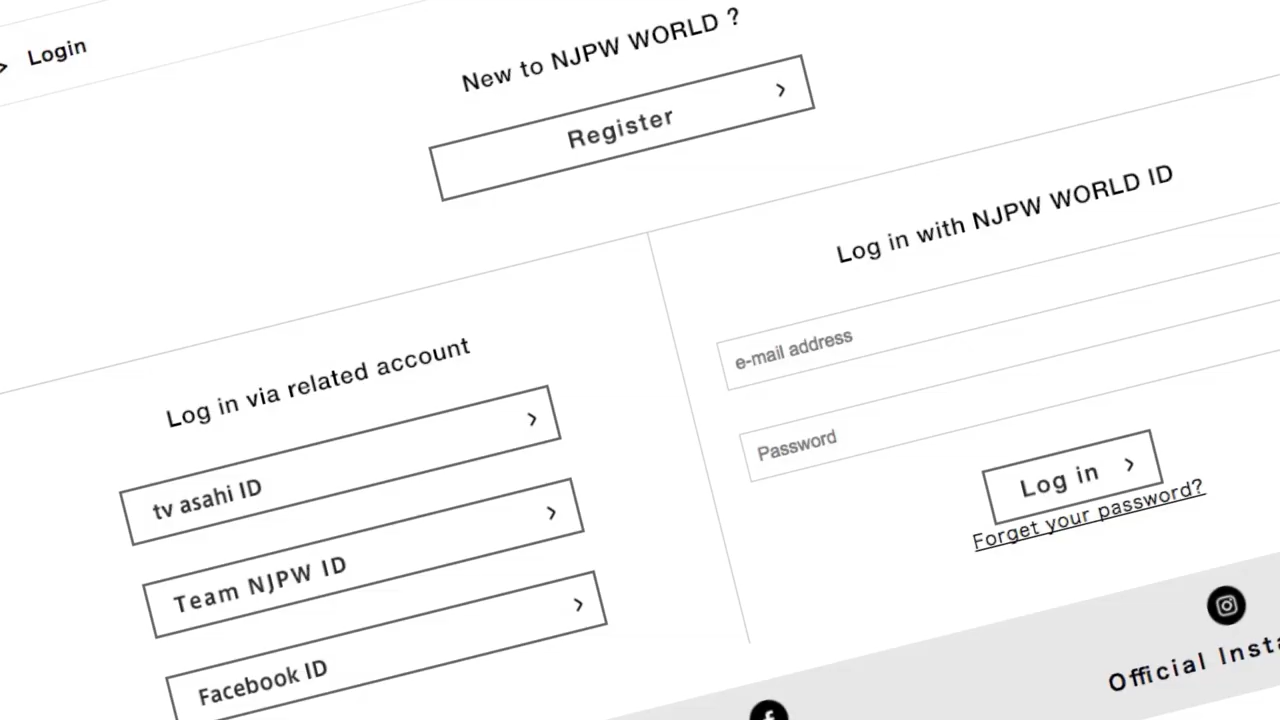 > Login
New to NJPW WORLD ?
Register >
Log in via related account
tv asahi ID >
Team NJPW ID >
Facebook ID >
Log in with NJPW WORLD ID
e-mail address
Password
Log in >
Forget your password?
Official Insta